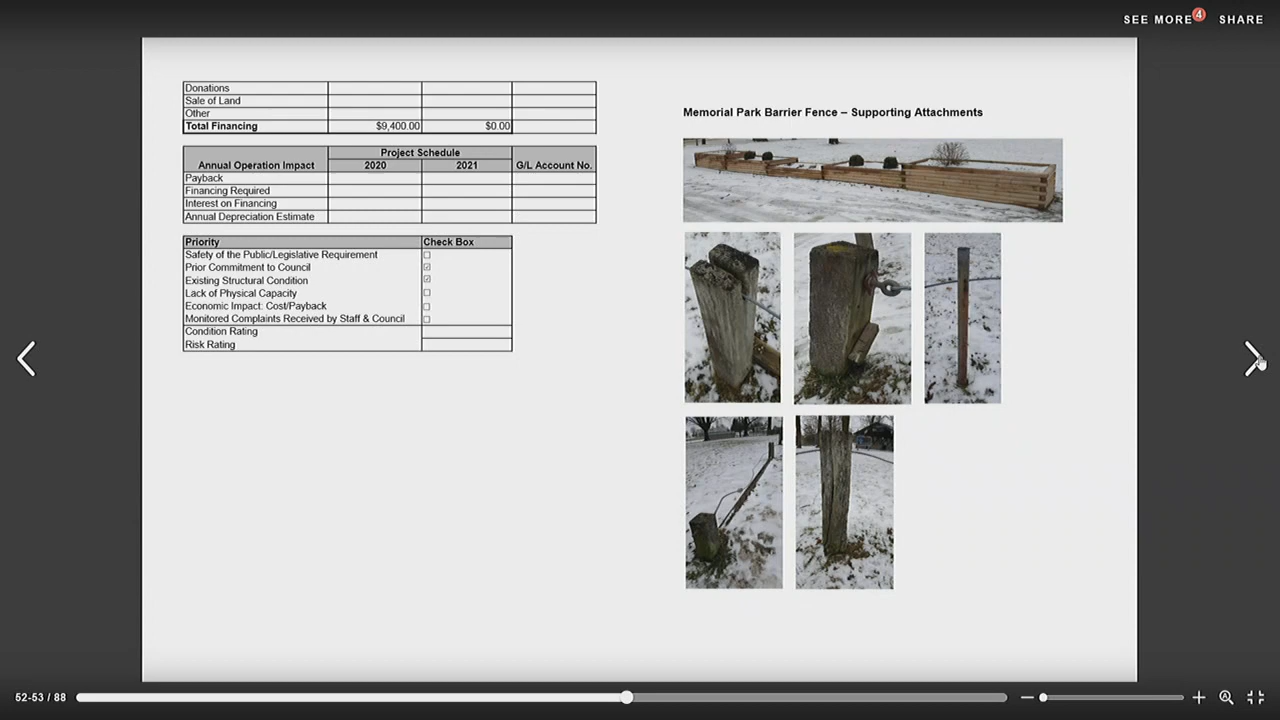 SEE MORE 4 SHARE
Donations
Sale of Land
Other
Total Financing $9,400.00 $0.00
Annual Operation Impact Project Schedule G/L Account No.
2020 2021
Payback
Financing Required
Interest on Financing
Annual Depreciation Estimate
Priority Check Box
Safety of the Public/Legislative Requirement ☐
Prior Commitment to Council ☑
Existing Structural Condition ☑
Lack of Physical Capacity ☐
Economic Impact: Cost/Payback ☐
Monitored Complaints Received by Staff & Council ☐
Condition Rating
Risk Rating
Memorial Park Barrier Fence – Supporting Attachments
52-53 / 88